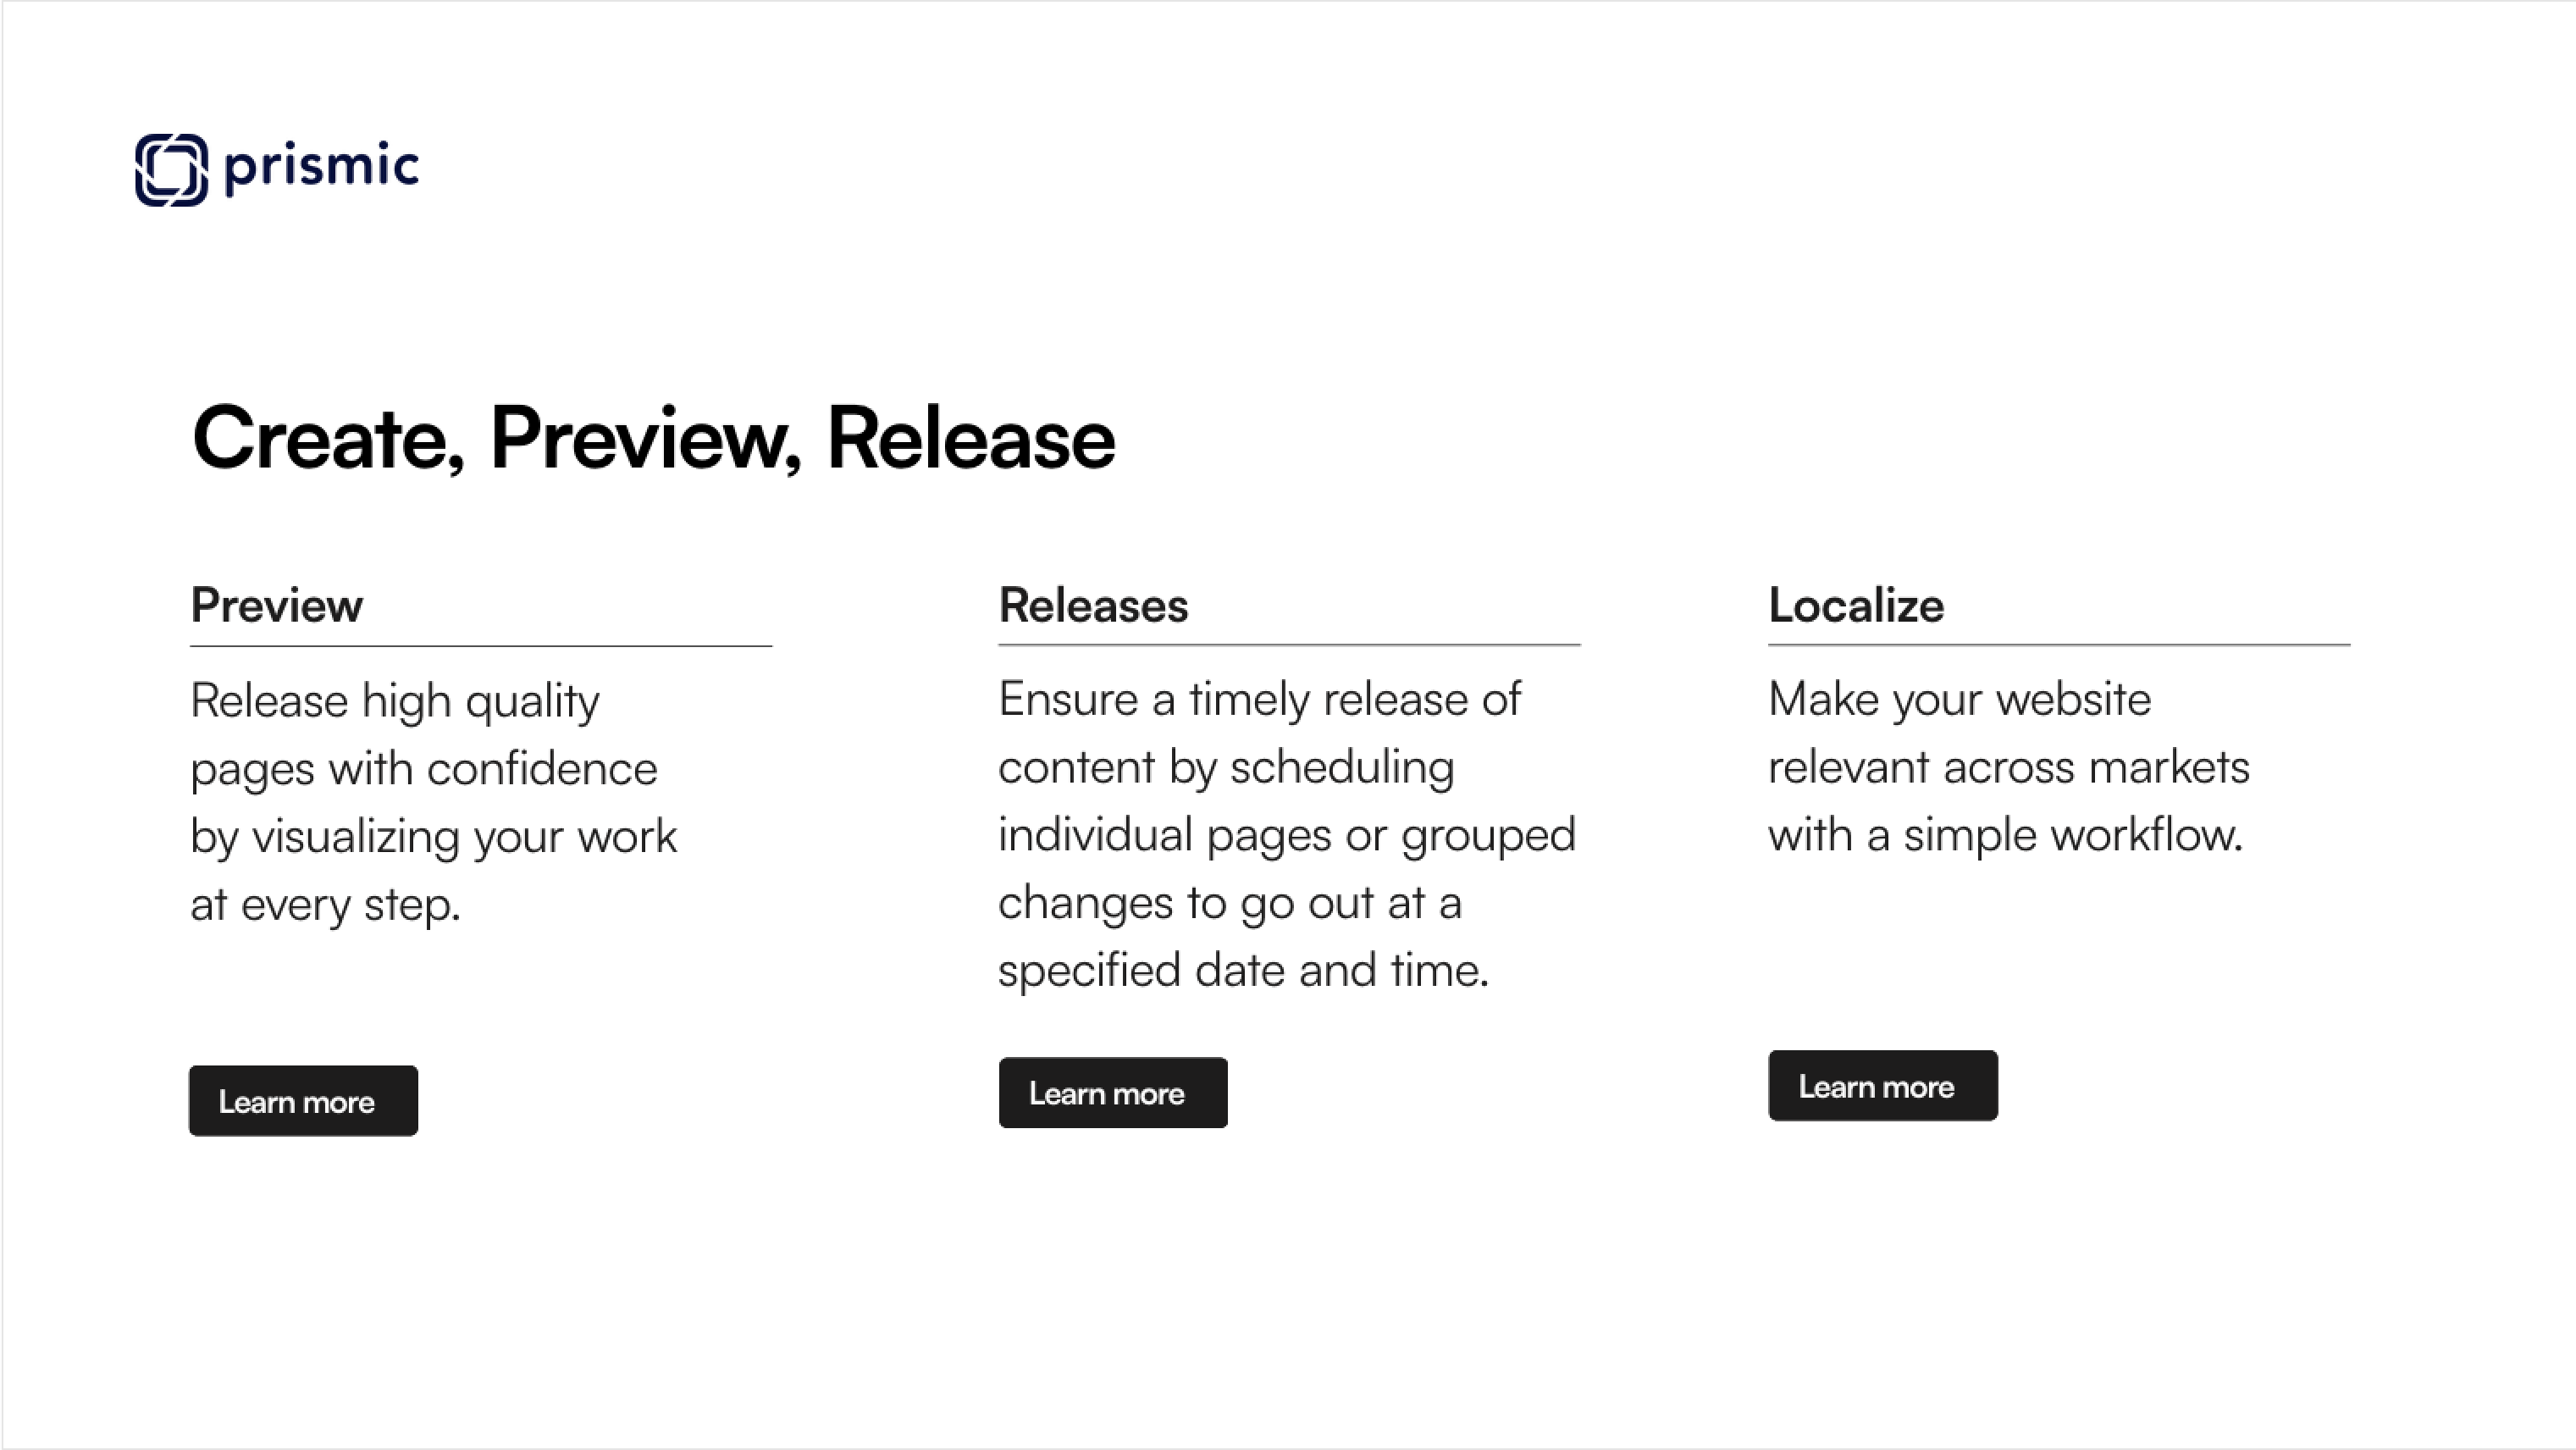 prismic
Create, Preview, Release
Preview
Release high quality
pages with confidence
by visualizing your work
at every step.
Learn more
Releases
Ensure a timely release of
content by scheduling
individual pages or grouped
changes to go out at a
specified date and time.
Learn more
Localize
Make your website
relevant across markets
with a simple workflow.
Learn more